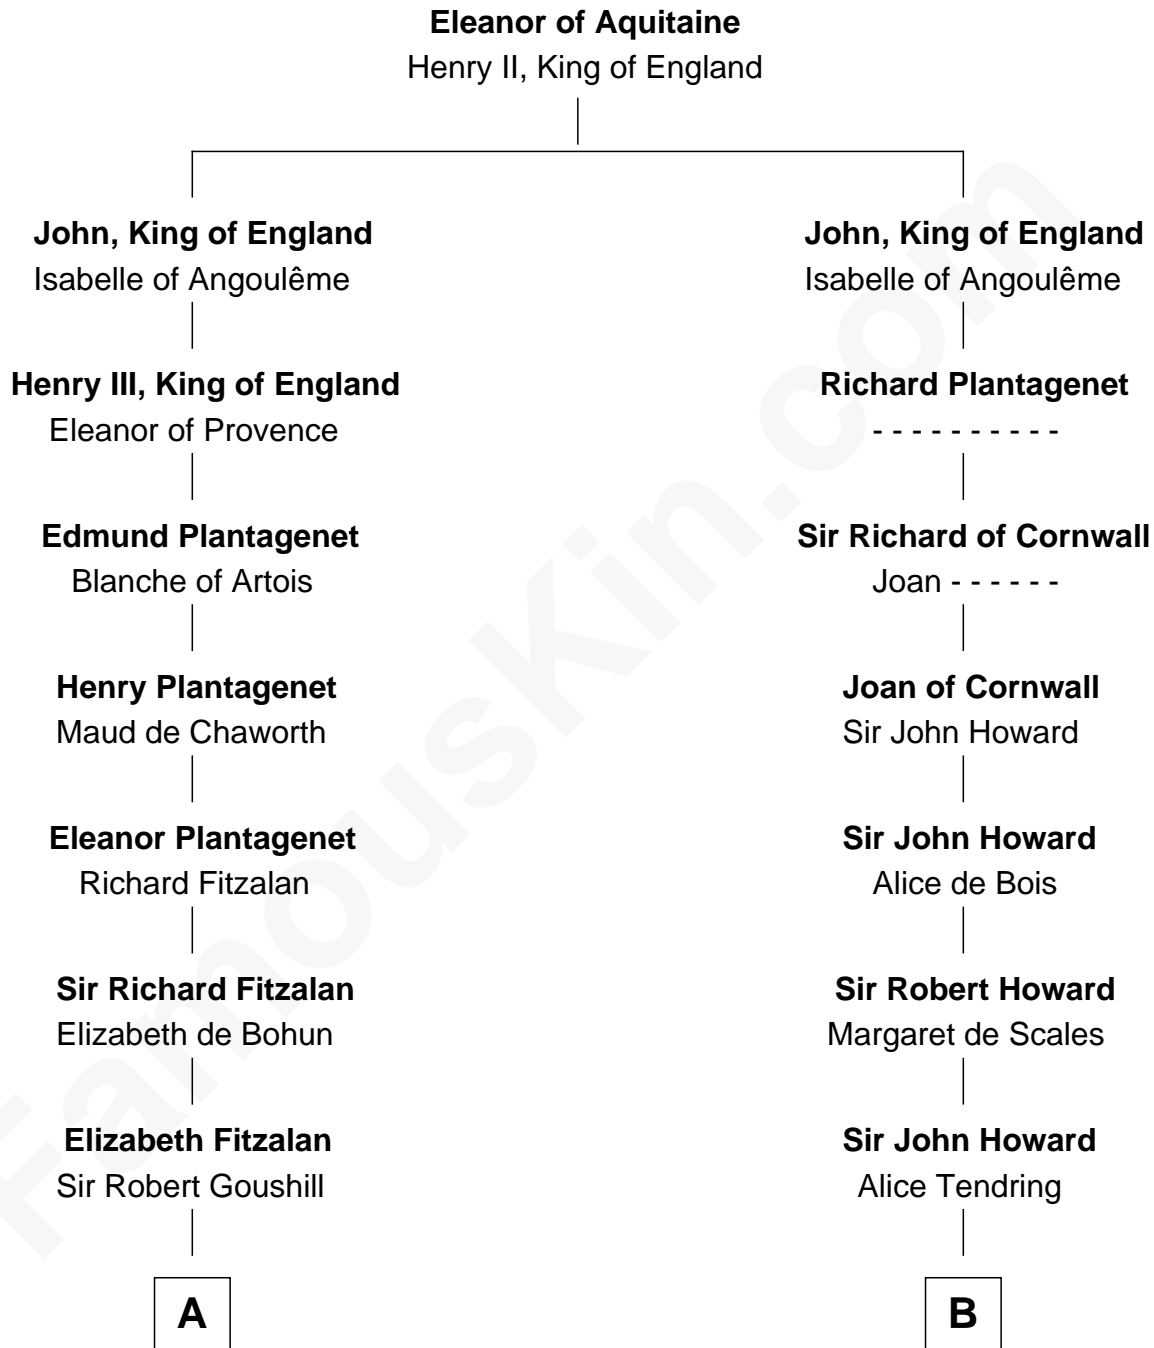 Eleanor of Aquitaine
Henry II, King of England
John, King of England
Isabelle of Angoulême
Henry III, King of England
Eleanor of Provence
Edmund Plantagenet
Blanche of Artois
Henry Plantagenet
Maud de Chaworth
Eleanor Plantagenet
Richard Fitzalan
Sir Richard Fitzalan
Elizabeth de Bohun
Elizabeth Fitzalan
Sir Robert Goushill
A
John, King of England
Isabelle of Angoulême
Richard Plantagenet
- - - - - - - - - -
Sir Richard of Cornwall
Joan - - - - - -
Joan of Cornwall
Sir John Howard
Sir John Howard
Alice de Bois
Sir Robert Howard
Margaret de Scales
Sir John Howard
Alice Tendring
B
FamousKin.com